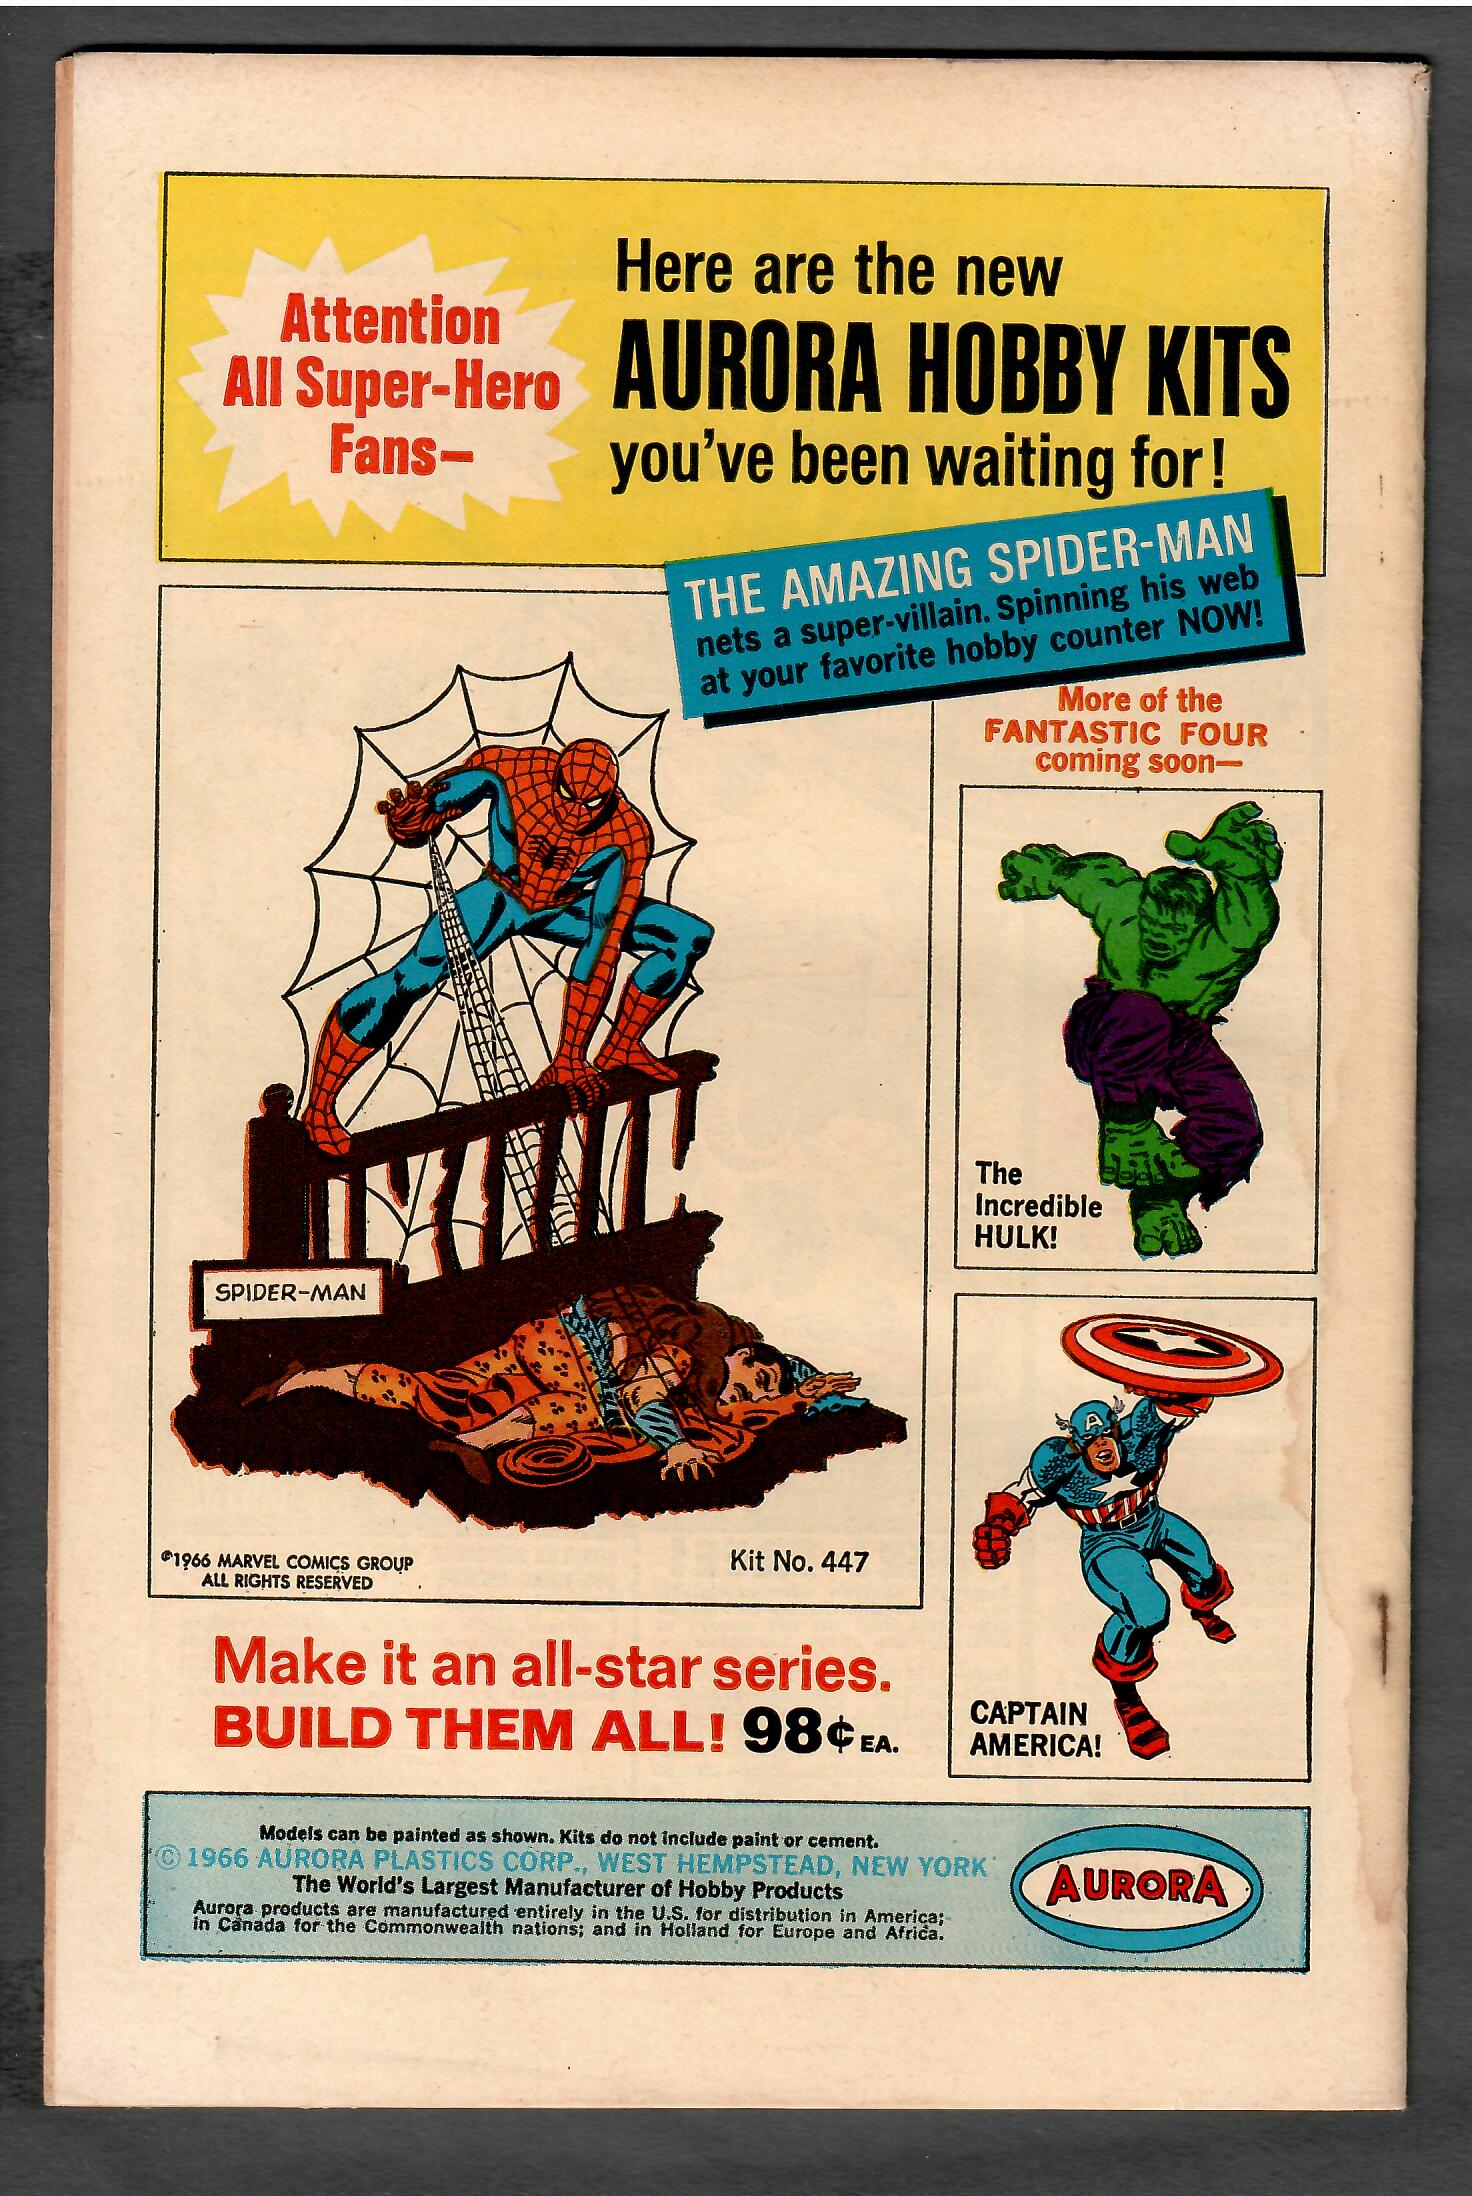 Attention
All Super-Hero
Fans—
Here are the new
AURORA HOBBY KITS
you've been waiting for!
THE AMAZING SPIDER-MAN
nets a super-villain. Spinning his web
at your favorite hobby counter NOW!
More of the
FANTASTIC FOUR
coming soon—
The
Incredible
HULK!
SPIDER-MAN
A
©1966 MARVEL COMICS GROUP
ALL RIGHTS RESERVED
Kit No. 447
CAPTAIN
AMERICA!
Make it an all-star series.
BUILD THEM ALL! 98¢ EA.
Models can be painted as shown. Kits do not include paint or cement.
© 1966 AURORA PLASTICS CORP., WEST HEMPSTEAD, NEW YORK
The World's Largest Manufacturer of Hobby Products
Aurora products are manufactured entirely in the U.S. for distribution in America;
in Canada for the Commonwealth nations; and in Holland for Europe and Africa.
AURORA